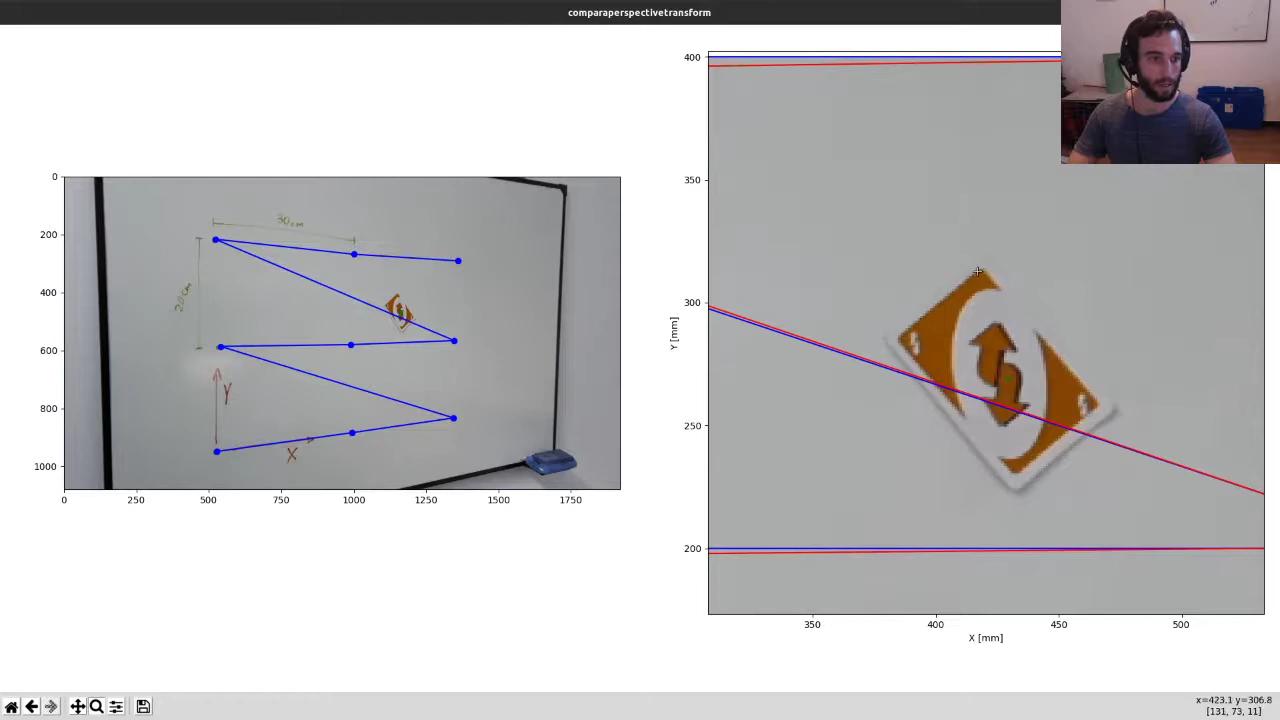 comparaperspectivetransform
0
200
400
600
800
1000
0 250 500 750 1000 1250 1500 1750
30cm
20cm
Y
X
400
350
300
250
200
Y [mm]
350 400 450 500
X [mm]
x=423.1 y=306.8
[131, 73, 11]